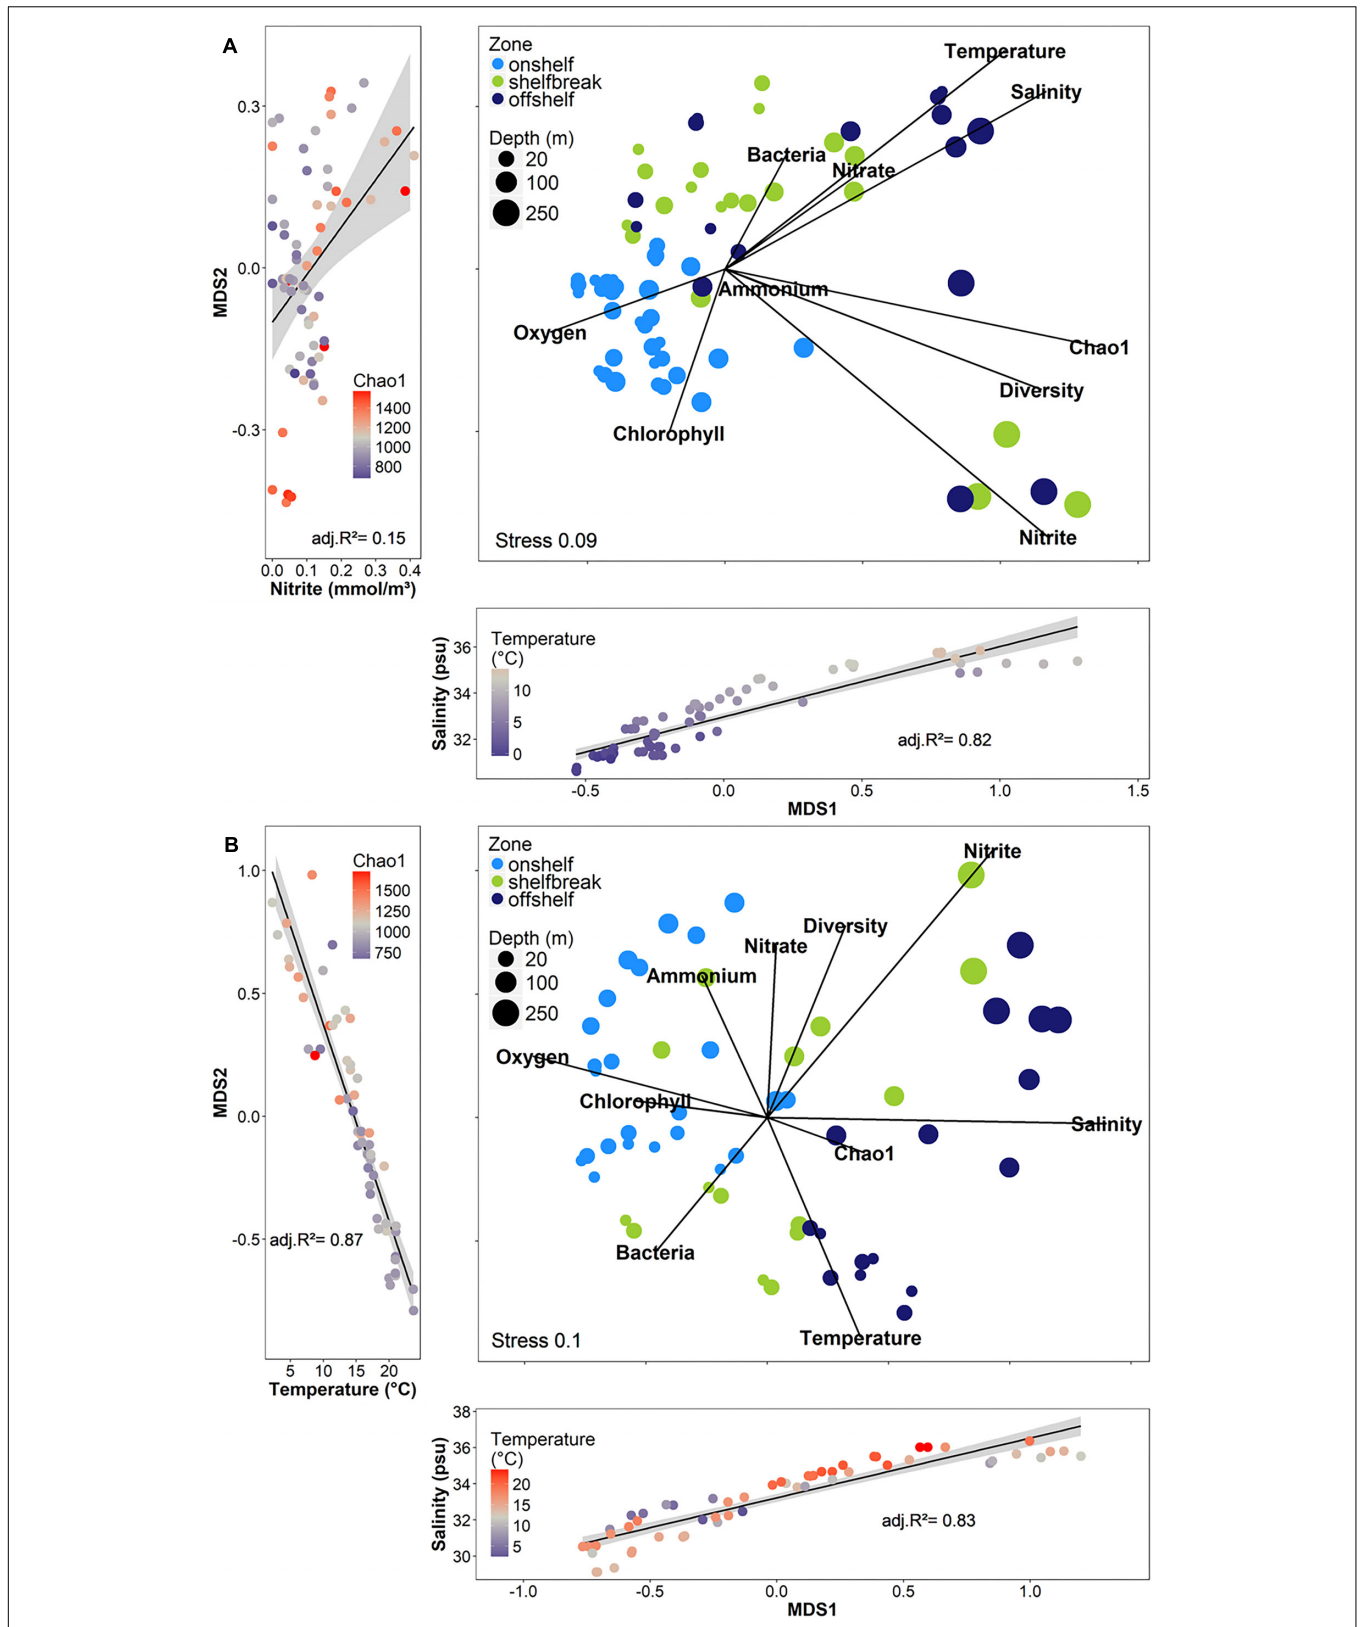 A
0.3
0.0
-0.3
MDS2
Chao1
1400
1200
1000
800
adj.R²= 0.15
0.0 0.1 0.2 0.3 0.4
Nitrite (mmol/m³)
Zone
onshelf
shelfbreak
offshelf
Depth (m)
20
100
250
Temperature
Salinity
Bacteria
Nitrate
Ammonium
Oxygen
Chao1
Diversity
Chlorophyll
Nitrite
Stress 0.09
Salinity (psu)
36
34
32
Temperature
(°C)
10
5
0
adj.R²= 0.82
-0.5 0.0 0.5 1.0 1.5
MDS1
B
1.0
0.5
0.0
-0.5
MDS2
Chao1
1500
1250
1000
750
adj.R²= 0.87
5 10 15 20
Temperature (°C)
Zone
onshelf
shelfbreak
offshelf
Depth (m)
20
100
250
Nitrite
Diversity
Nitrate
Ammonium
Oxygen
Chlorophyll
Salinity
Chao1
Bacteria
Temperature
Stress 0.1
Salinity (psu)
38
36
34
32
30
Temperature
(°C)
20
15
10
5
adj.R²= 0.83
-1.0 -0.5 0.0 0.5 1.0
MDS1